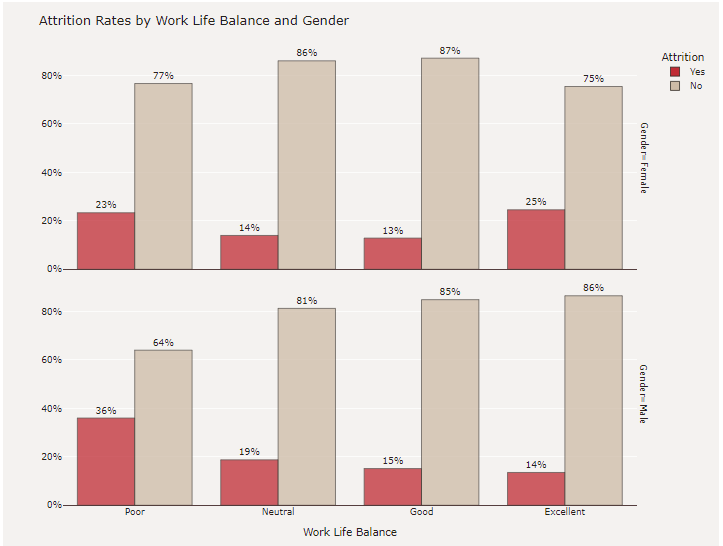 Attrition Rates by Work Life Balance and Gender
Attrition
Yes
No
80%
60%
40%
20%
0%
23%
77%
14%
86%
13%
87%
25%
75%
Gender=Female
80%
60%
40%
20%
0%
36%
64%
19%
81%
15%
85%
14%
86%
Gender=Male
Poor
Neutral
Good
Excellent
Work Life Balance